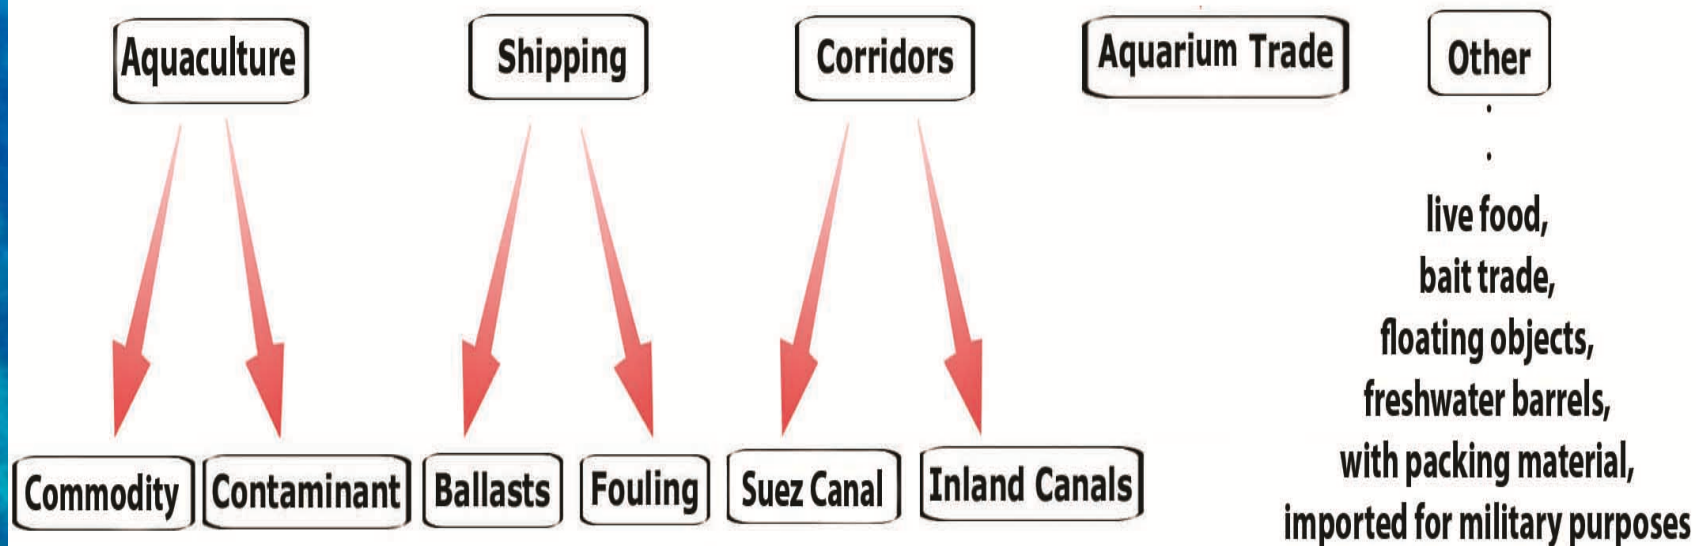 Aquaculture
Shipping
Corridors
Aquarium Trade
Other
.
.
live food,
bait trade,
floating objects,
freshwater barrels,
with packing material,
imported for military purposes
Commodity
Contaminant
Ballasts
Fouling
Suez Canal
Inland Canals